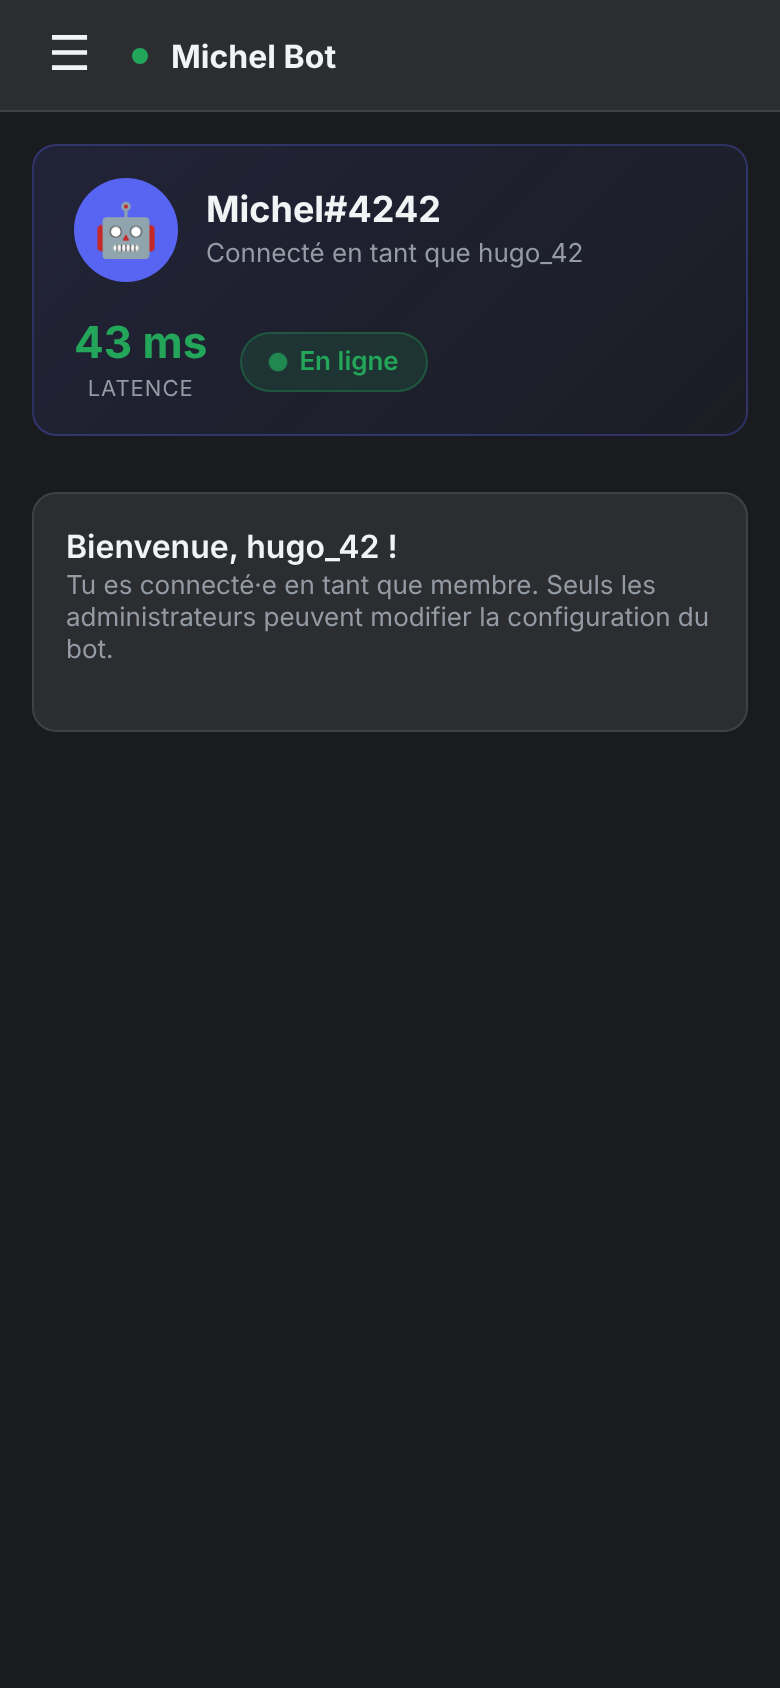 Michel Bot
Michel#4242
Connecté en tant que hugo_42
43 ms
LATENCE
En ligne
Bienvenue, hugo_42 !
Tu es connecté·e en tant que membre. Seuls les
administrateurs peuvent modifier la configuration du
bot.